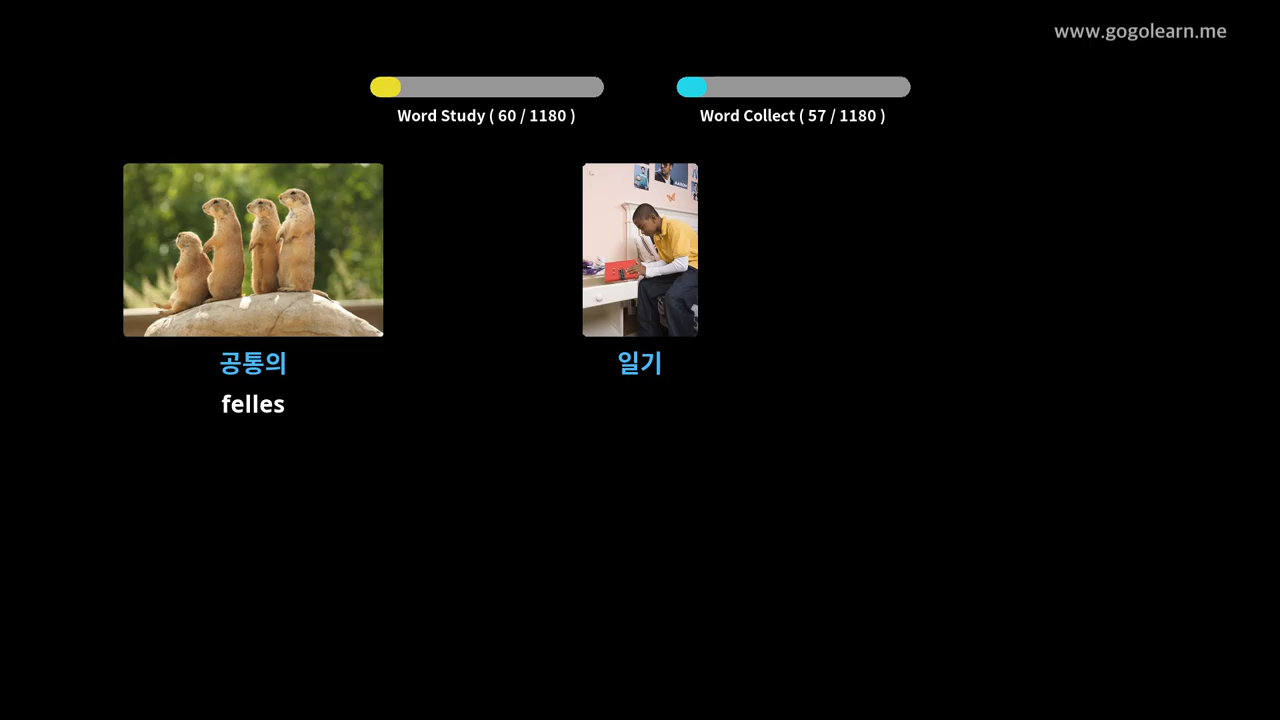 www.gogolearn.me
Word Study ( 60 / 1180 )
Word Collect ( 57 / 1180 )
공통의
felles
일기